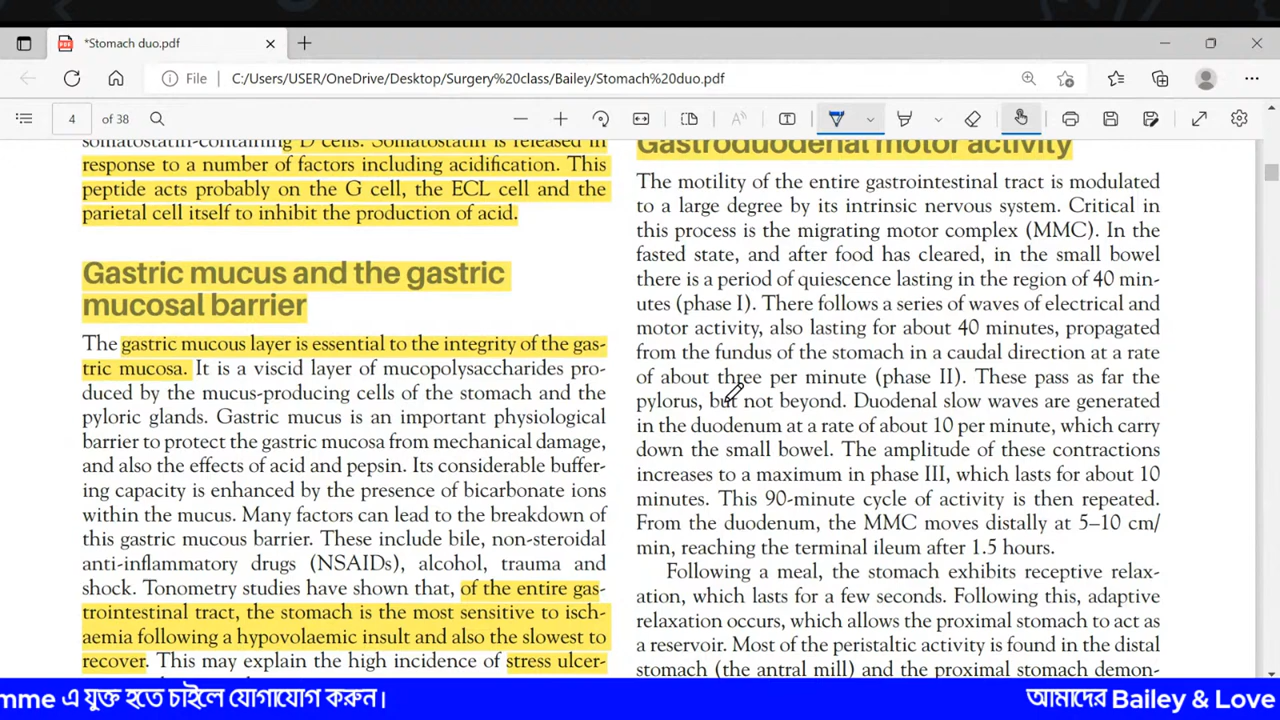 *Stomach duo.pdf
File
C:/Users/USER/OneDrive/Desktop/Surgery%20class/Bailey/Stomach%20duo.pdf
4
of 38
somatostatin-containing D cells. Somatostatin is released in
response to a number of factors including acidification. This
peptide acts probably on the G cell, the ECL cell and the
parietal cell itself to inhibit the production of acid.
Gastric mucus and the gastric
mucosal barrier
The gastric mucous layer is essential to the integrity of the gas-
tric mucosa. It is a viscid layer of mucopolysaccharides pro-
duced by the mucus-producing cells of the stomach and the
pyloric glands. Gastric mucus is an important physiological
barrier to protect the gastric mucosa from mechanical damage,
and also the effects of acid and pepsin. Its considerable buffer-
ing capacity is enhanced by the presence of bicarbonate ions
within the mucus. Many factors can lead to the breakdown of
this gastric mucous barrier. These include bile, non-steroidal
anti-inflammatory drugs (NSAIDs), alcohol, trauma and
shock. Tonometry studies have shown that, of the entire gas-
trointestinal tract, the stomach is the most sensitive to isch-
aemia following a hypovolaemic insult and also the slowest to
recover. This may explain the high incidence of stress ulcer-
Gastroduodenal motor activity
The motility of the entire gastrointestinal tract is modulated
to a large degree by its intrinsic nervous system. Critical in
this process is the migrating motor complex (MMC). In the
fasted state, and after food has cleared, in the small bowel
there is a period of quiescence lasting in the region of 40 min-
utes (phase I). There follows a series of waves of electrical and
motor activity, also lasting for about 40 minutes, propagated
from the fundus of the stomach in a caudal direction at a rate
of about three per minute (phase II). These pass as far the
pylorus, but not beyond. Duodenal slow waves are generated
in the duodenum at a rate of about 10 per minute, which carry
down the small bowel. The amplitude of these contractions
increases to a maximum in phase III, which lasts for about 10
minutes. This 90-minute cycle of activity is then repeated.
From the duodenum, the MMC moves distally at 5–10 cm/
min, reaching the terminal ileum after 1.5 hours.
Following a meal, the stomach exhibits receptive relax-
ation, which lasts for a few seconds. Following this, adaptive
relaxation occurs, which allows the proximal stomach to act as
a reservoir. Most of the peristaltic activity is found in the distal
stomach (the antral mill) and the proximal stomach demon-
mme এ যুক্ত হতে চাইলে যোগাযোগ করুন।
আমাদের Bailey & Love